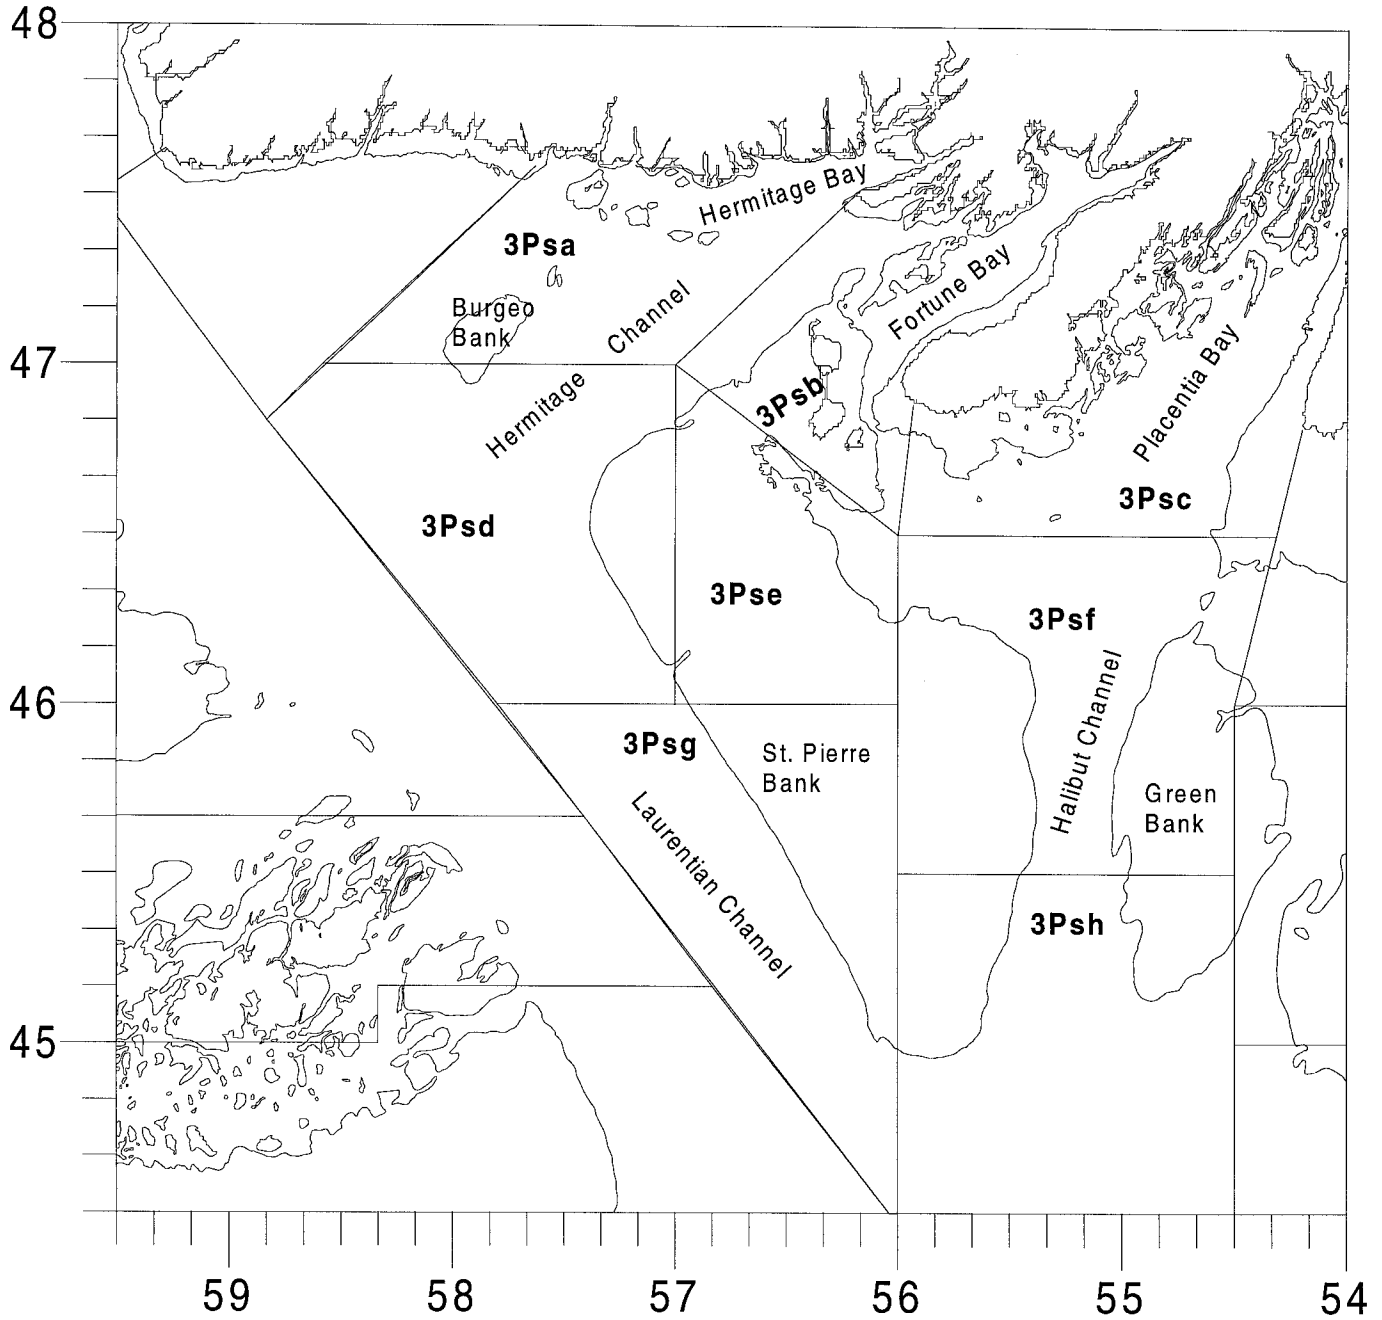 48
Hermitage Bay
3Psa
Fortune Bay
Burgeo
Bank
Channel
47
Hermitage
3Psb
Placentia Bay
3Psc
3Psd
3Pse
3Psf
Halibut Channel
46
3Psg
St. Pierre
Bank
Green
Bank
Laurentian Channel
3Psh
45
59
58
57
56
55
54